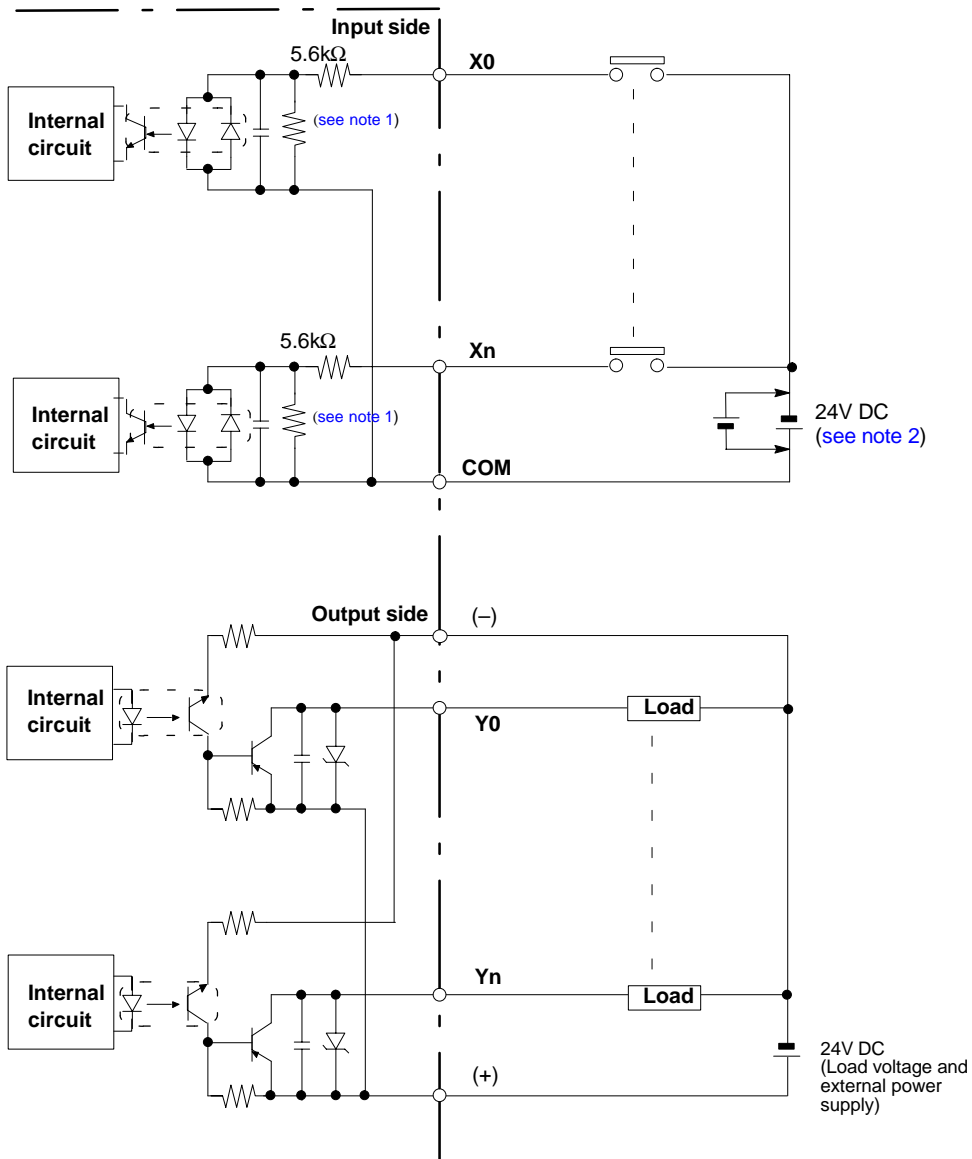 Input side
5.6kΩ
X0
Internal
circuit
(see note 1)
5.6kΩ
Xn
Internal
circuit
(see note 1)
24V DC
(see note 2)
COM
Output side
(–)
Internal
circuit
Load
Y0
Internal
circuit
Yn
Load
(+)
24V DC
(Load voltage and
external power
supply)